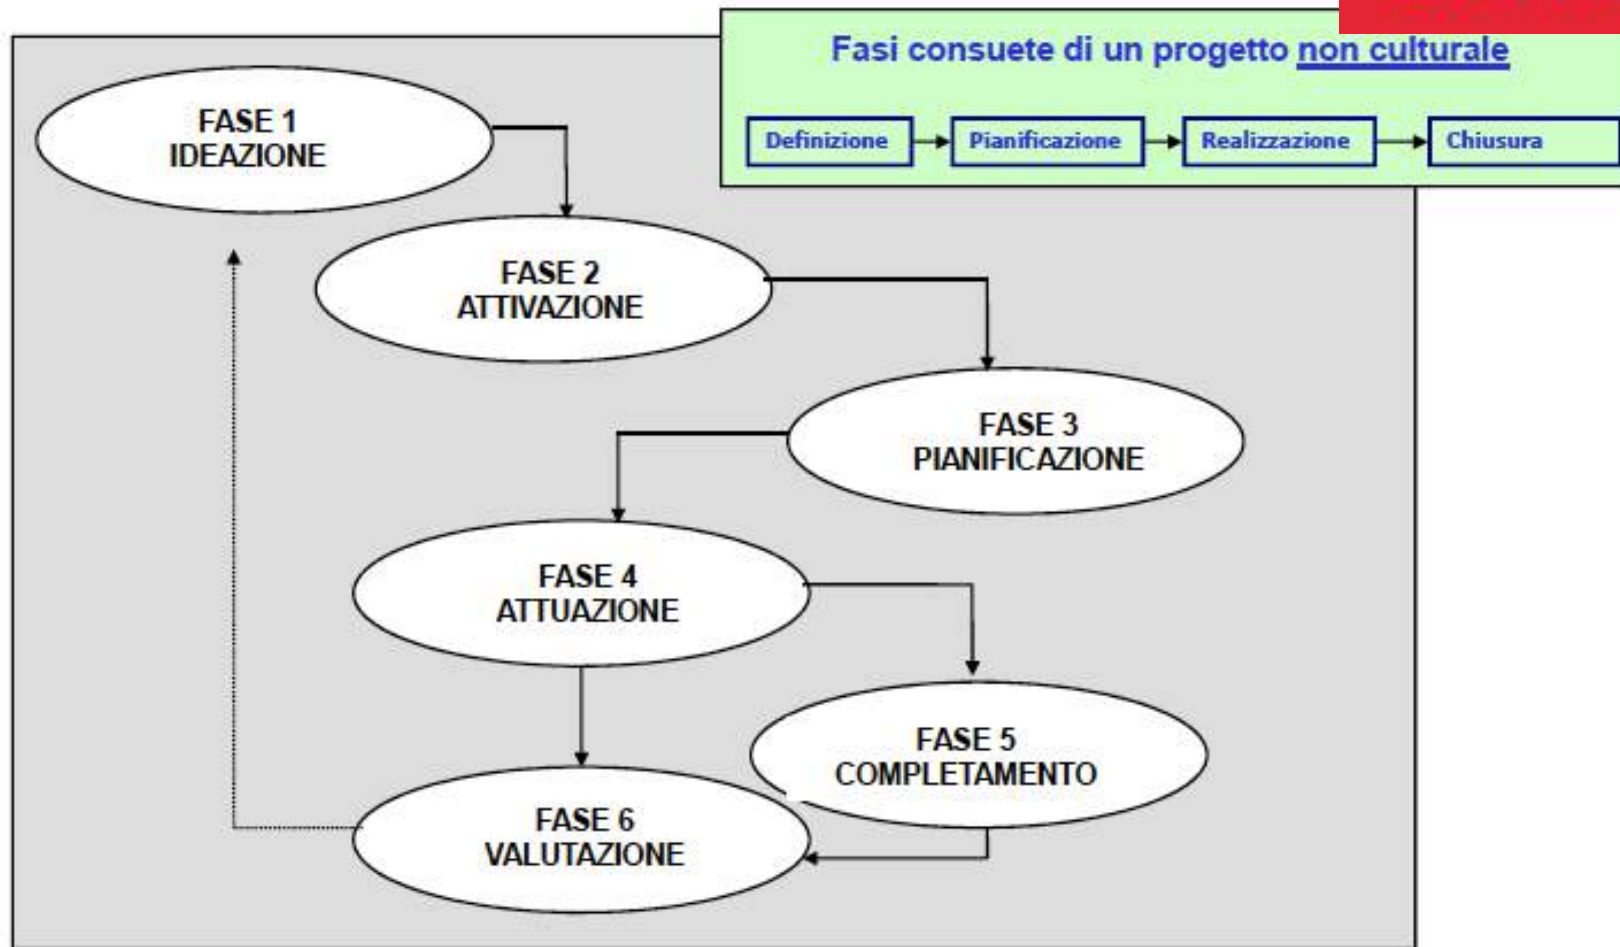 Fasi consuete di un progetto non culturale
Definizione
Pianificazione
Realizzazione
Chiusura
FASE 1
IDEAZIONE
FASE 2
ATTIVAZIONE
FASE 3
PIANIFICAZIONE
FASE 4
ATTUAZIONE
FASE 5
COMPLETAMENTO
FASE 6
VALUTAZIONE